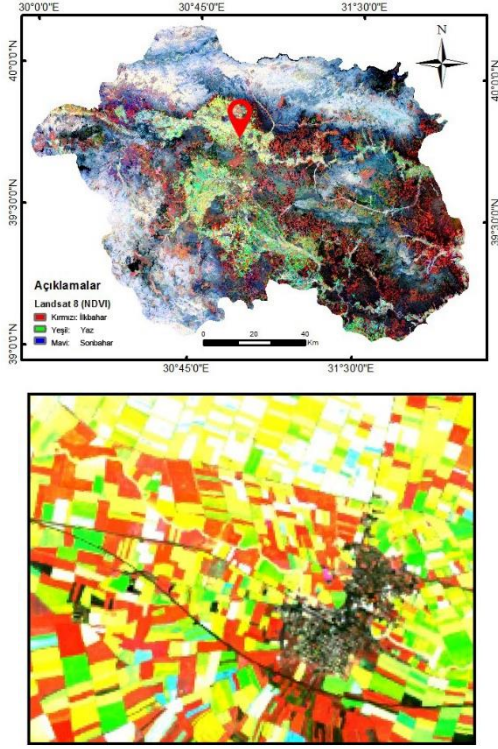 30°0'0"E 30°45'0"E 31°30'0"E
40°0'0"N
N
40°0'0"N
39°30'0"N
39°30'0"N
39°0'0"N
Açıklamalar
Landsat 8 (NDVI)
Kırmızı: İlkbahar
Yeşil: Yaz
Mavi: Sonbahar
0 20 40
Km
30°45'0"E 31°30'0"E